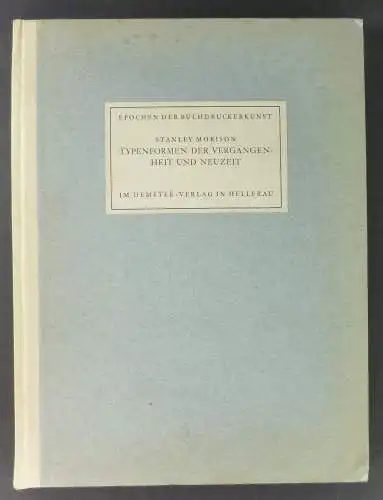 EPOCHEN DER BUCHDRUCKERKUNST
STANLEY MORISON
TYPENFORMEN DER VERGANGEN-
HEIT UND NEUZEIT
IM DEMETER-VERLAG IN HELLERAU